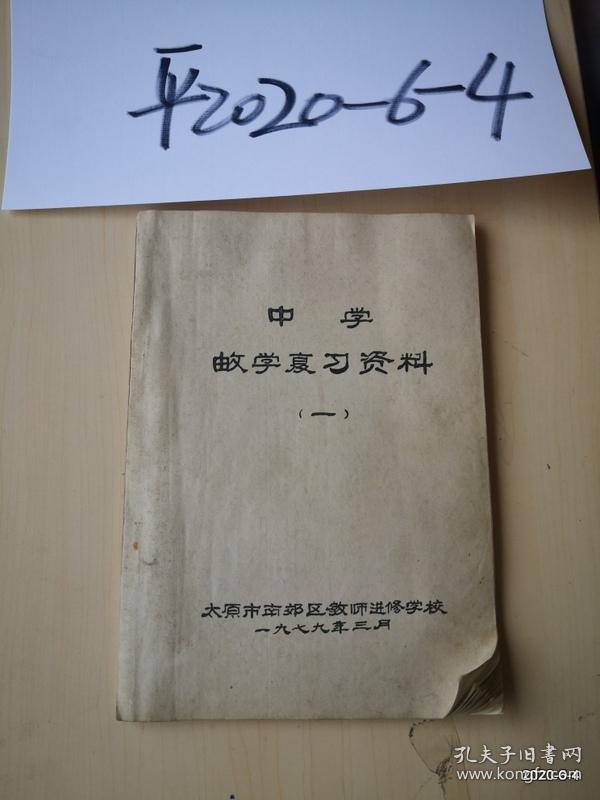 平2020-6-4
中学
数学复习资料
（一）
太原市南郊区教师进修学校
一九七九年三月
孔夫子旧书网
www.kongfz.com
2020-6-4